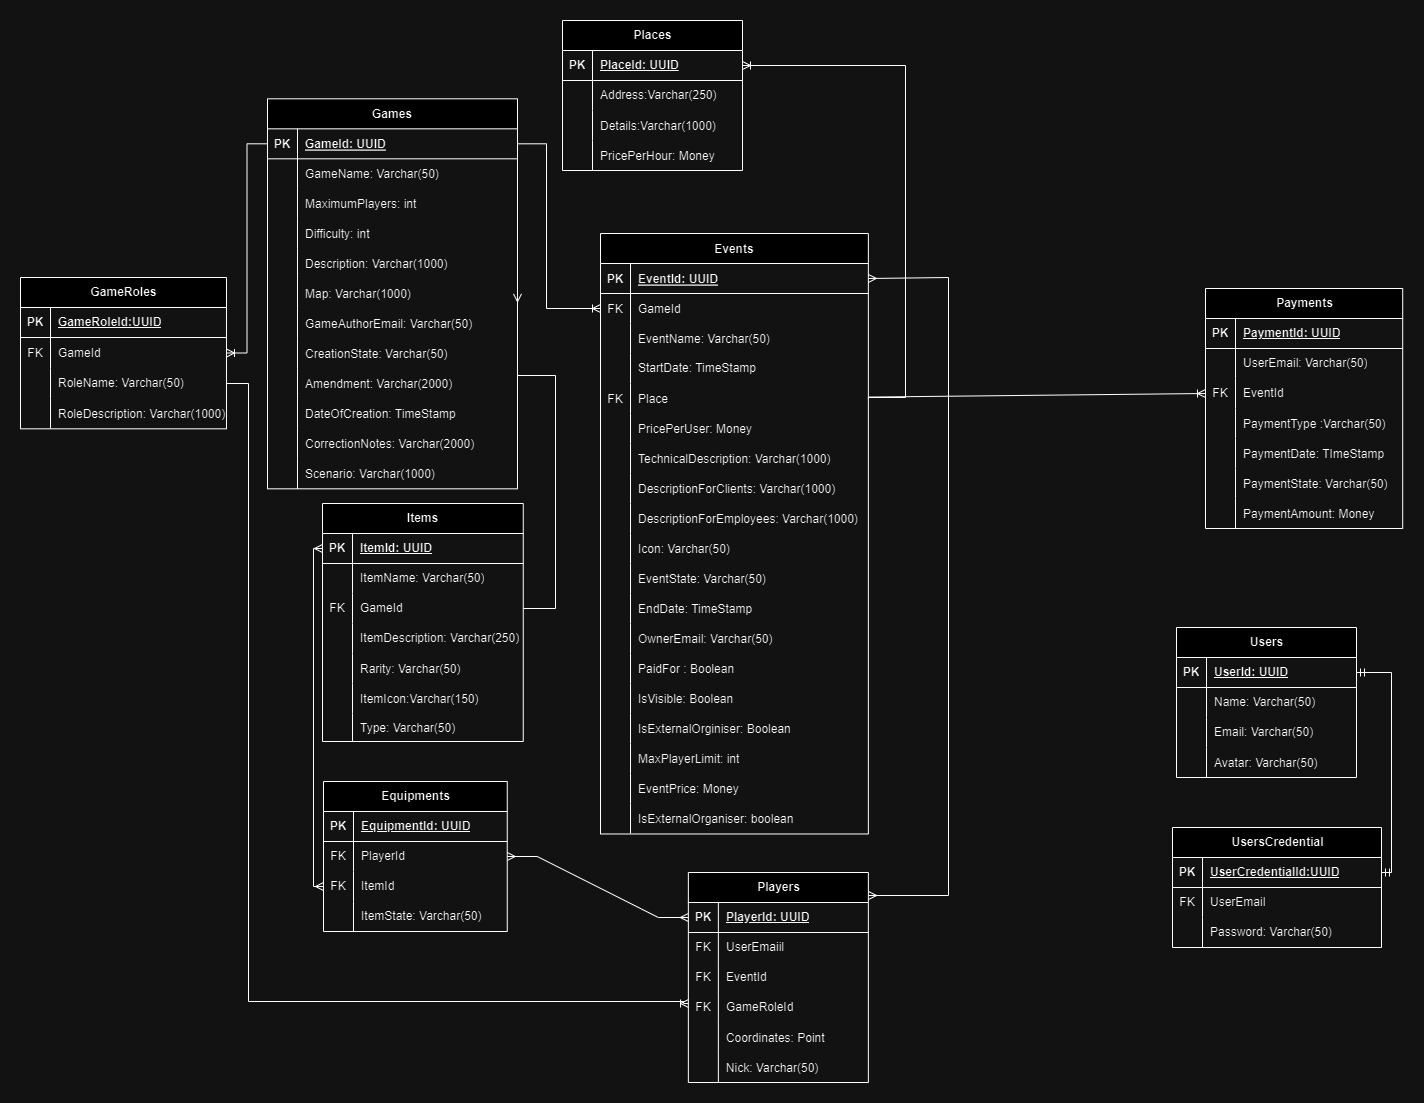 Places
PK PlaceId: UUID
Address:Varchar(250)
Details:Varchar(1000)
PricePerHour: Money
Games
PK GameId: UUID
GameName: Varchar(50)
MaximumPlayers: int
Difficulty: int
Description: Varchar(1000)
Map: Varchar(1000)
GameAuthorEmail: Varchar(50)
CreationState: Varchar(50)
Amendment: Varchar(2000)
DateOfCreation: TimeStamp
CorrectionNotes: Varchar(2000)
Scenario: Varchar(1000)
GameRoles
PK GameRoleId:UUID
FK GameId
RoleName: Varchar(50)
RoleDescription: Varchar(1000)
Events
PK EventId: UUID
FK GameId
EventName: Varchar(50)
StartDate: TimeStamp
FK Place
PricePerUser: Money
TechnicalDescription: Varchar(1000)
DescriptionForClients: Varchar(1000)
DescriptionForEmployees: Varchar(1000)
Icon: Varchar(50)
EventState: Varchar(50)
EndDate: TimeStamp
OwnerEmail: Varchar(50)
PaidFor : Boolean
IsVisible: Boolean
IsExternalOrginiser: Boolean
MaxPlayerLimit: int
EventPrice: Money
IsExternalOrganiser: boolean
Payments
PK PaymentId: UUID
UserEmail: Varchar(50)
FK EventId
PaymentType :Varchar(50)
PaymentDate: TImeStamp
PaymentState: Varchar(50)
PaymentAmount: Money
Items
PK ItemId: UUID
ItemName: Varchar(50)
FK GameId
ItemDescription: Varchar(250)
Rarity: Varchar(50)
ItemIcon:Varchar(150)
Type: Varchar(50)
Users
PK UserId: UUID
Name: Varchar(50)
Email: Varchar(50)
Avatar: Varchar(50)
Equipments
PK EquipmentId: UUID
FK PlayerId
FK ItemId
ItemState: Varchar(50)
UsersCredential
PK UserCredentialId:UUID
FK UserEmail
Password: Varchar(50)
Players
PK PlayerId: UUID
FK UserEmaiil
FK EventId
FK GameRoleId
Coordinates: Point
Nick: Varchar(50)